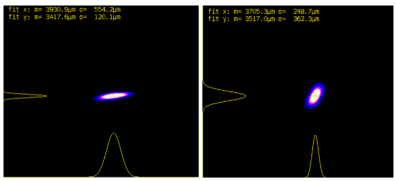 fit x: m= 3930.9µm σ= 554.2µm
fit y: m= 3417.6µm σ= 120.1µm
fit x: m= 3705.3µm σ= 248.7µm
fit y: m= 3517.0µm σ= 362.3µm